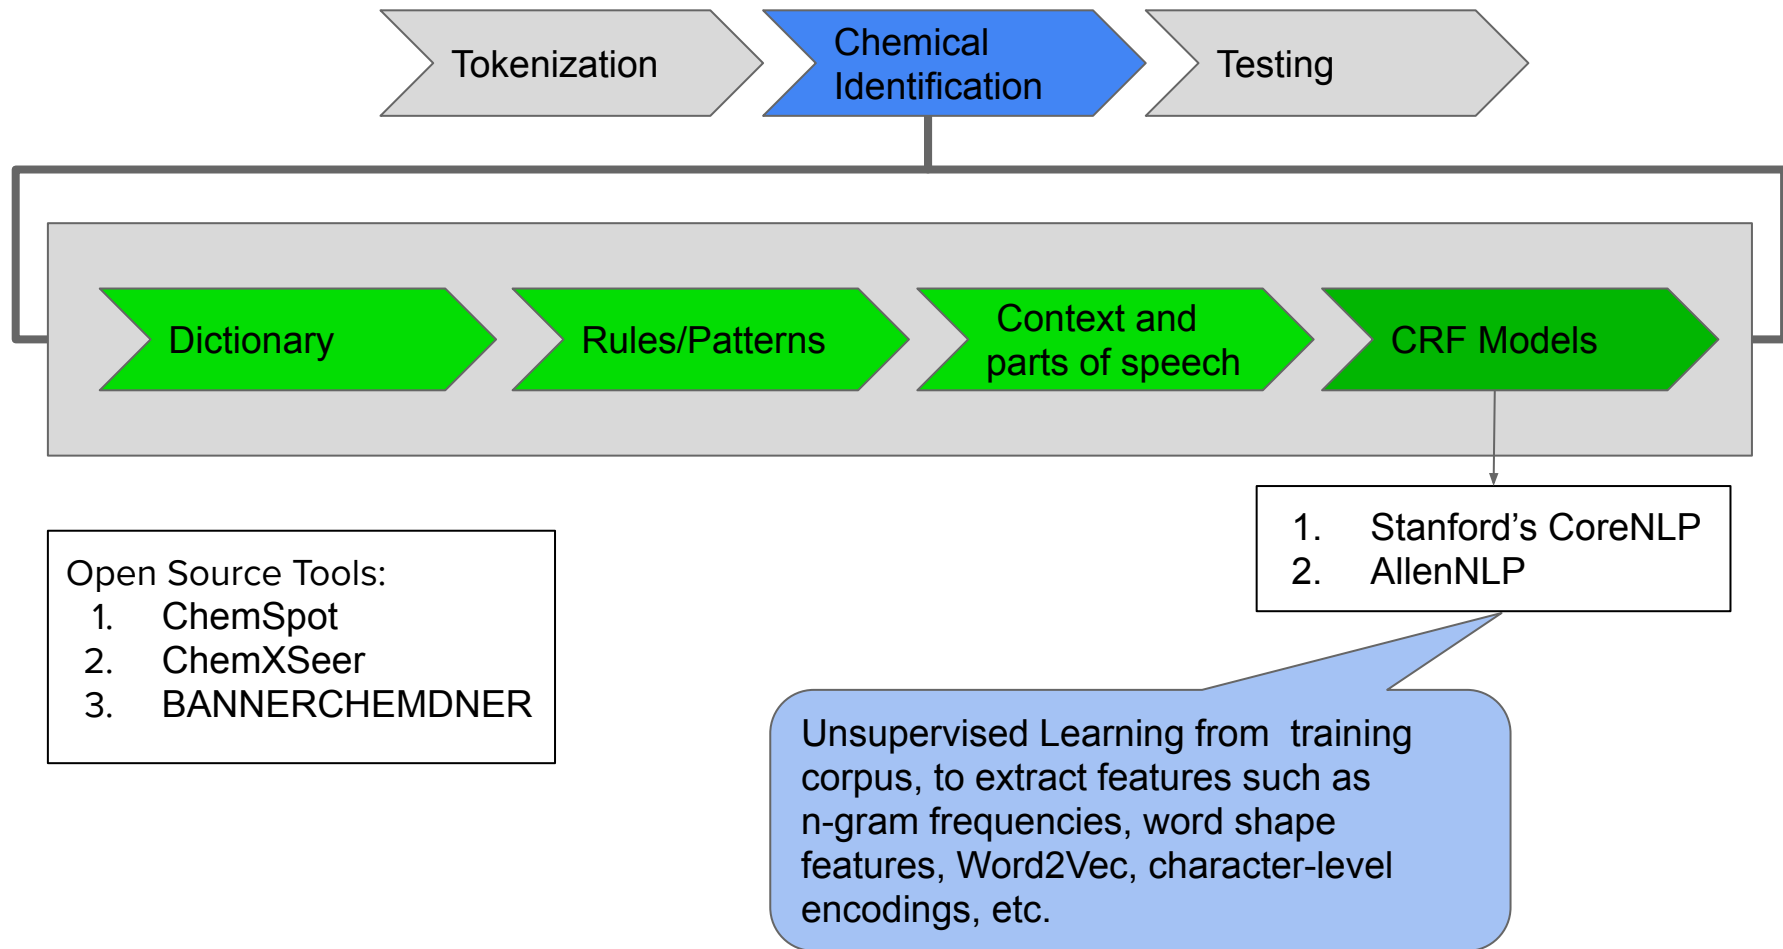 Tokenization
Chemical
Identification
Testing
Dictionary
Rules/Patterns
Context and
parts of speech
CRF Models
1. Stanford’s CoreNLP
2. AllenNLP
Open Source Tools:
1. ChemSpot
2. ChemXSeer
3. BANNERCHEMDNER
Unsupervised Learning from training
corpus, to extract features such as
n-gram frequencies, word shape
features, Word2Vec, character-level
encodings, etc.